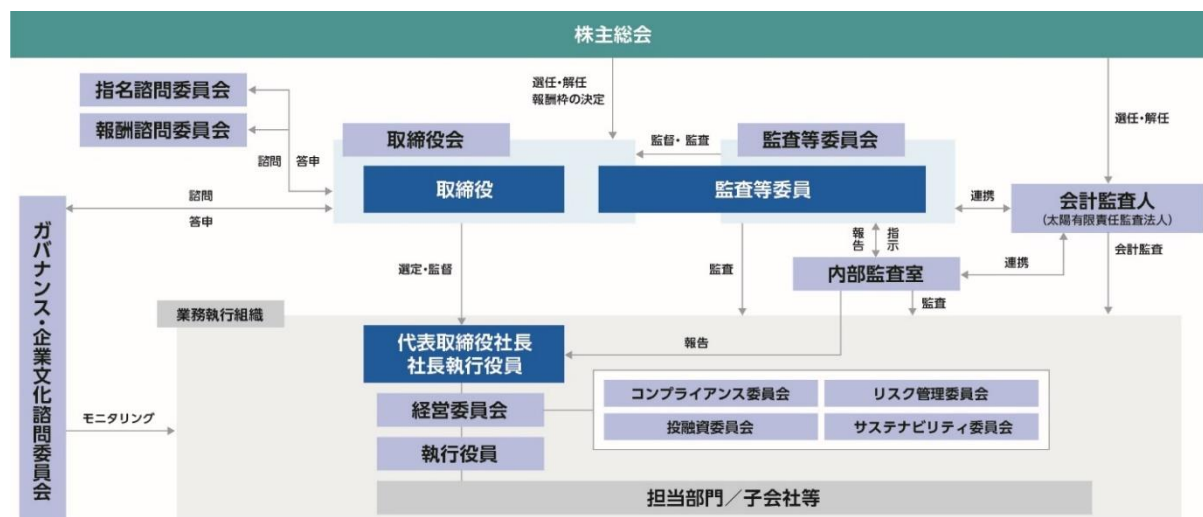 株主総会
指名諮問委員会
報酬諮問委員会
諮問
答申
選任・解任
報酬枠の決定
選任・解任
取締役会
監督・監査
監査等委員会
取締役
監査等委員
諮問
答申
連携
会計監査人
(太陽有限責任監査法人)
報告
指示
会計監査
ガバナンス・企業文化諮問委員会
選定・監督
監査
内部監査室
連携
監査
業務執行組織
代表取締役社長
社長執行役員
報告
経営委員会
コンプライアンス委員会
リスク管理委員会
投融資委員会
サステナビリティ委員会
モニタリング
執行役員
担当部門／子会社等